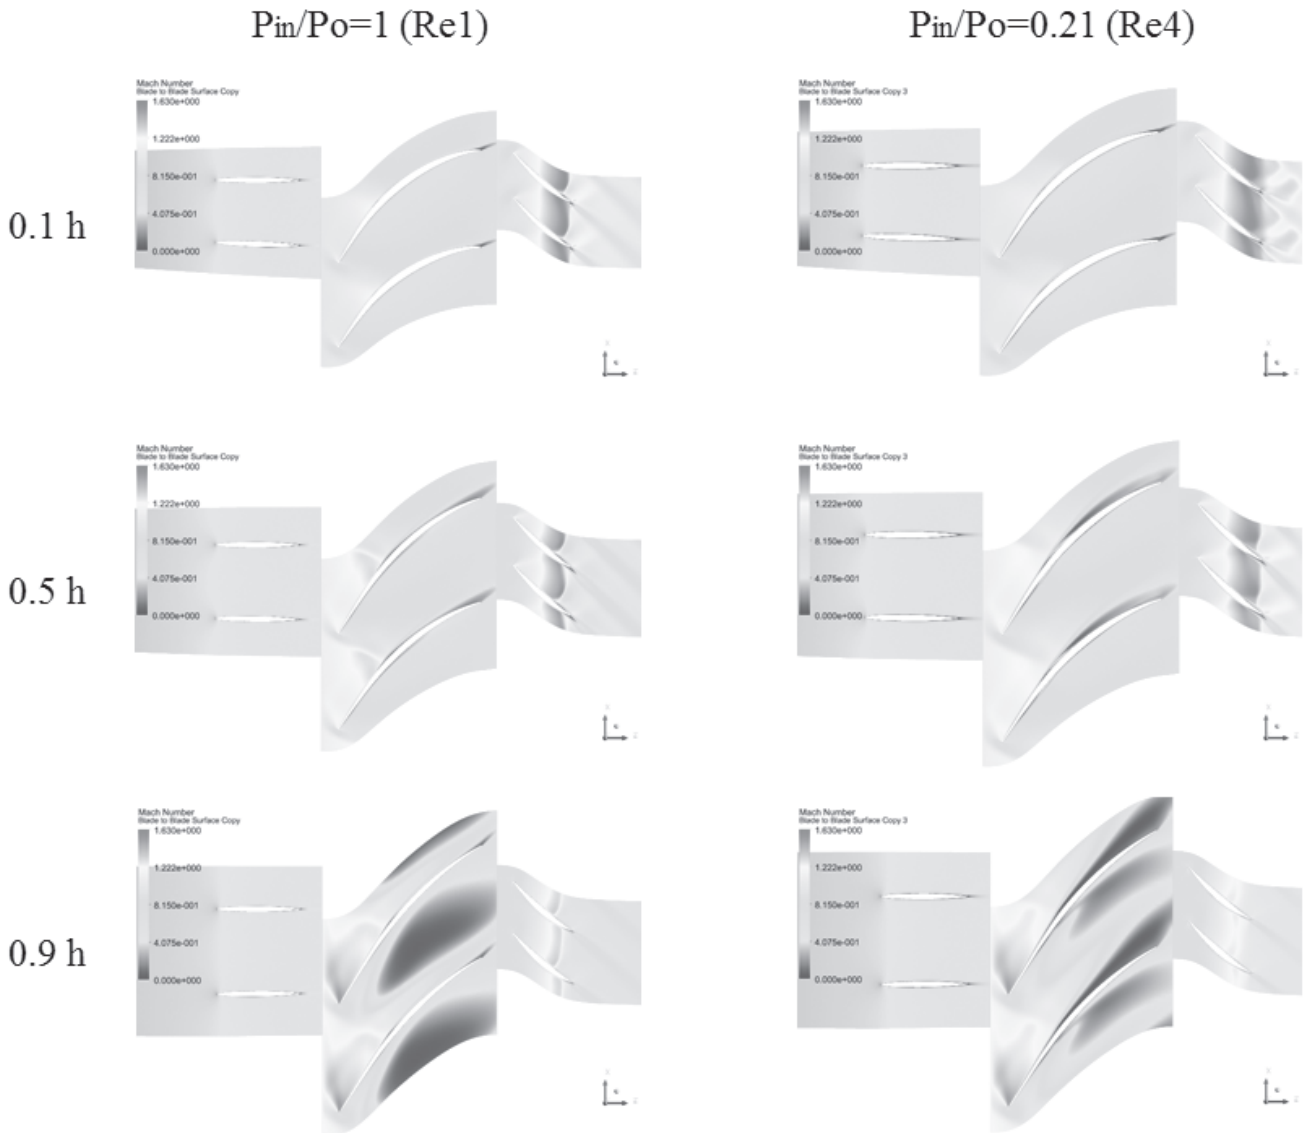 Pin/Po=1 (Re1)
Pin/Po=0.21 (Re4)
0.1 h
Mach Number
Blade to Blade Surface Copy
1.630e+000
1.222e+000
8.150e-001
4.075e-001
0.000e+000
Mach Number
Blade to Blade Surface Copy 3
1.630e+000
1.222e+000
8.150e-001
4.075e-001
0.000e+000
0.5 h
Mach Number
Blade to Blade Surface Copy
1.630e+000
1.222e+000
8.150e-001
4.075e-001
0.000e+000
Mach Number
Blade to Blade Surface Copy 3
1.630e+000
1.222e+000
8.150e-001
4.075e-001
0.000e+000
0.9 h
Mach Number
Blade to Blade Surface Copy
1.630e+000
1.222e+000
8.150e-001
4.075e-001
0.000e+000
Mach Number
Blade to Blade Surface Copy 3
1.630e+000
1.222e+000
8.150e-001
4.075e-001
0.000e+000